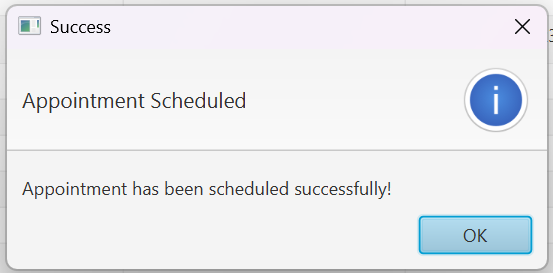 Success
Appointment Scheduled
Appointment has been scheduled successfully!
OK